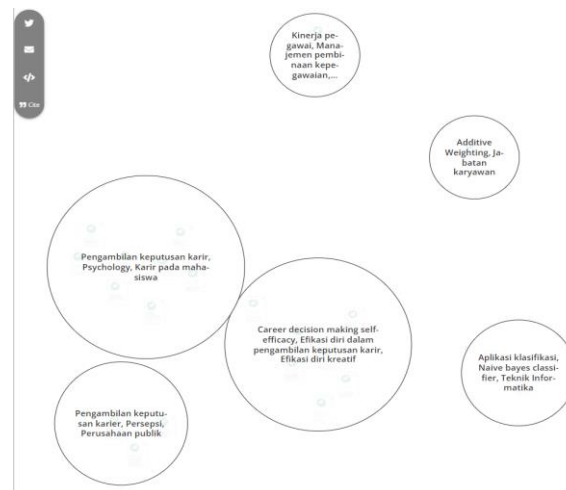 Cite
Kinerja pe-
gawai, Mana-
jemen pembi-
naan kepe-
gawaian,...
Additive
Weighting, Ja-
batan
karyawan
Pengambilan keputusan karir,
Psychology, Karir pada maha-
siswa
Career decision making self-
efficacy, Efikasi diri dalam
pengambilan keputusan karir,
Efikasi diri kreatif
Aplikasi klasifikasi,
Naive bayes classi-
fier, Teknik Infor-
matika
Pengambilan keputu-
san karier, Persepsi,
Perusahaan publik